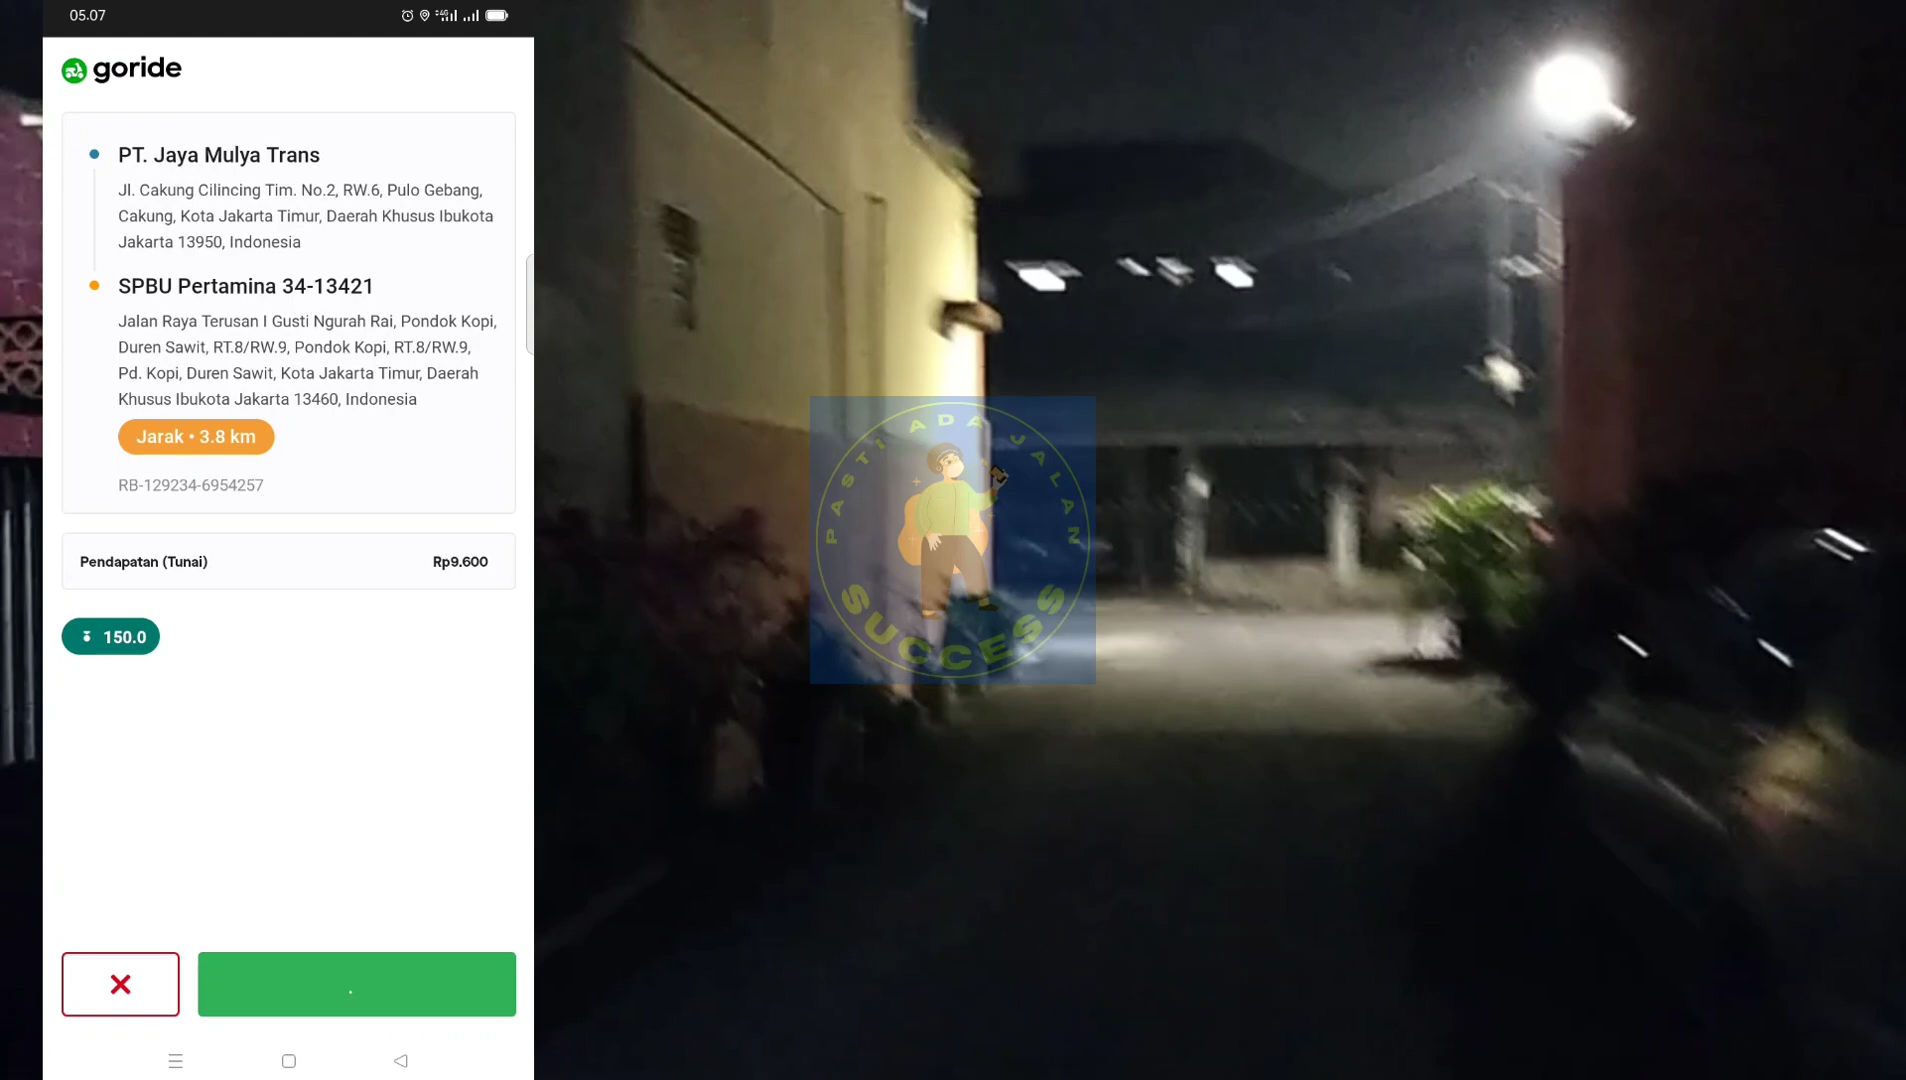 05.07
goride
PT. Jaya Mulya Trans
Jl. Cakung Cilincing Tim. No.2, RW.6, Pulo Gebang,
Cakung, Kota Jakarta Timur, Daerah Khusus Ibukota
Jakarta 13950, Indonesia
SPBU Pertamina 34-13421
Jalan Raya Terusan I Gusti Ngurah Rai, Pondok Kopi,
Duren Sawit, RT.8/RW.9, Pondok Kopi, RT.8/RW.9,
Pd. Kopi, Duren Sawit, Kota Jakarta Timur, Daerah
Khusus Ibukota Jakarta 13460, Indonesia
Jarak • 3.8 km
RB-129234-6954257
Pendapatan (Tunai) Rp9.600
150.0
PASTI ADA JALAN
SUCCESS